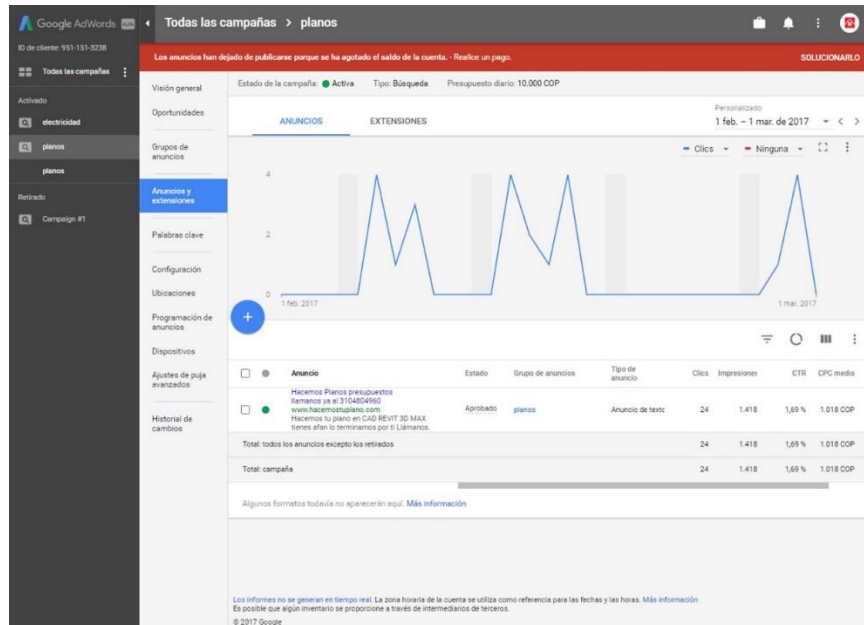 Google AdWords
Todas las campañas > planos
ID de cliente: 951-151-3238
Todas las campañas
Los anuncios han dejado de publicarse porque se ha agotado el saldo de la cuenta. - Realice un pago.
SOLUCIONARLO
Activado
electricidad
planos
planos
Retirado
Campaign #1
Visión general
Oportunidades
Grupos de
anuncios
Anuncios y
extensiones
Palabras clave
Configuración
Ubicaciones
Programación de
anuncios
Dispositivos
Ajustes de puja
avanzados
Historial de
cambios
Estado de la campaña: Activa Tipo: Búsqueda Presupuesto diario: 10.000 COP
ANUNCIOS EXTENSIONES
Personalizado
1 feb. – 1 mar. de 2017
Clics Ninguna
4
2
0
1 feb. 2017 1 mar. 2017
Anuncio Estado Grupo de anuncios Tipo de anuncio Clics Impresiones CTR CPC medio
Hacemos Planos presupuestos
llamanos ya al 3104804960
www.hacemostuplano.com
Hacemos tu plano en CAD REVIT 3D MAX
tienes afan lo terminamos por ti Llámanos.
Aprobado planos Anuncio de texto 24 1.418 1,69 % 1.018 COP
Total: todos los anuncios excepto los retirados 24 1.418 1,69 % 1.018 COP
Total: campaña 24 1.418 1,69 % 1.018 COP
Algunos formatos todavía no aparecerán aquí. Más información
Los informes no se generan en tiempo real. La zona horaria de la cuenta se utiliza como referencia para las fechas y las horas. Más información
Es posible que algún inventario se proporcione a través de intermediarios de terceros.
© 2017 Google